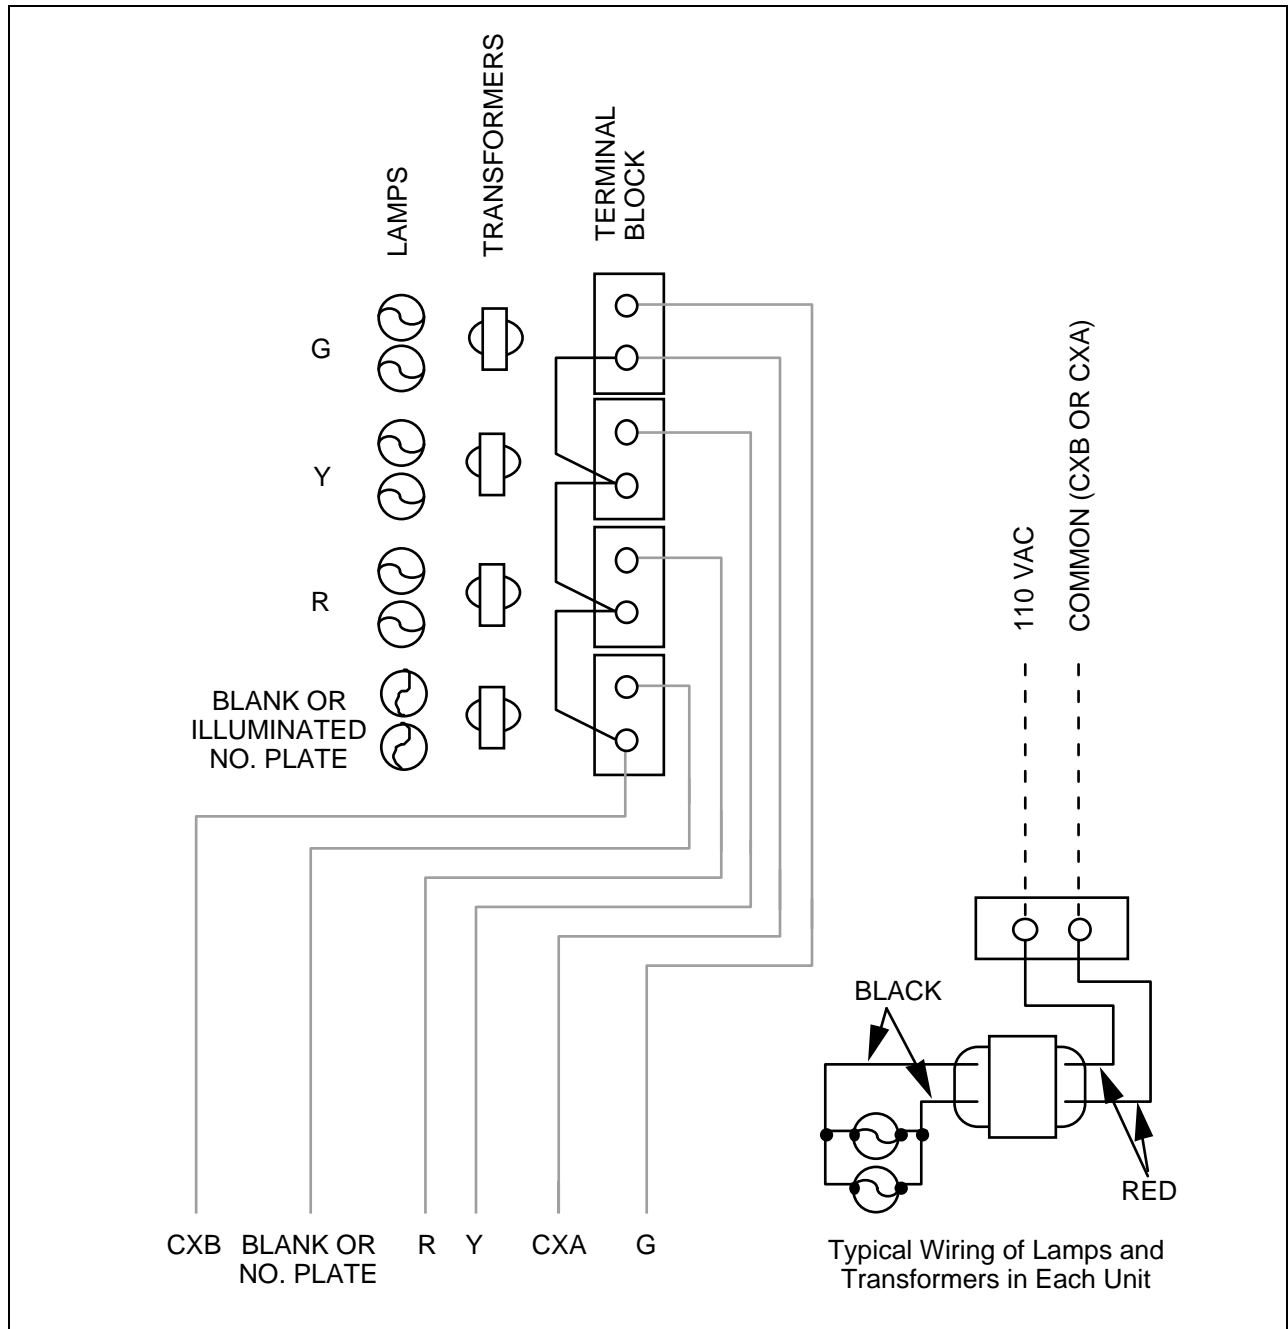 LAMPS
TRANSFORMERS
TERMINAL
BLOCK
G
Y
R
BLANK OR
ILLUMINATED
NO. PLATE
110 VAC
COMMON (CXB OR CXA)
BLACK
RED
CXB
BLANK OR
NO. PLATE
R
Y
CXA
G
Typical Wiring of Lamps and
Transformers in Each Unit